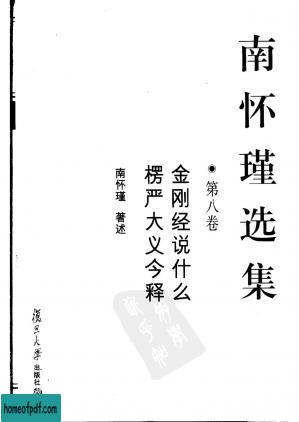 南怀瑾选集
●第八卷
金刚经说什么
楞严大义今释
南怀瑾 著述
復旦大學出版社
homeofpdf.com